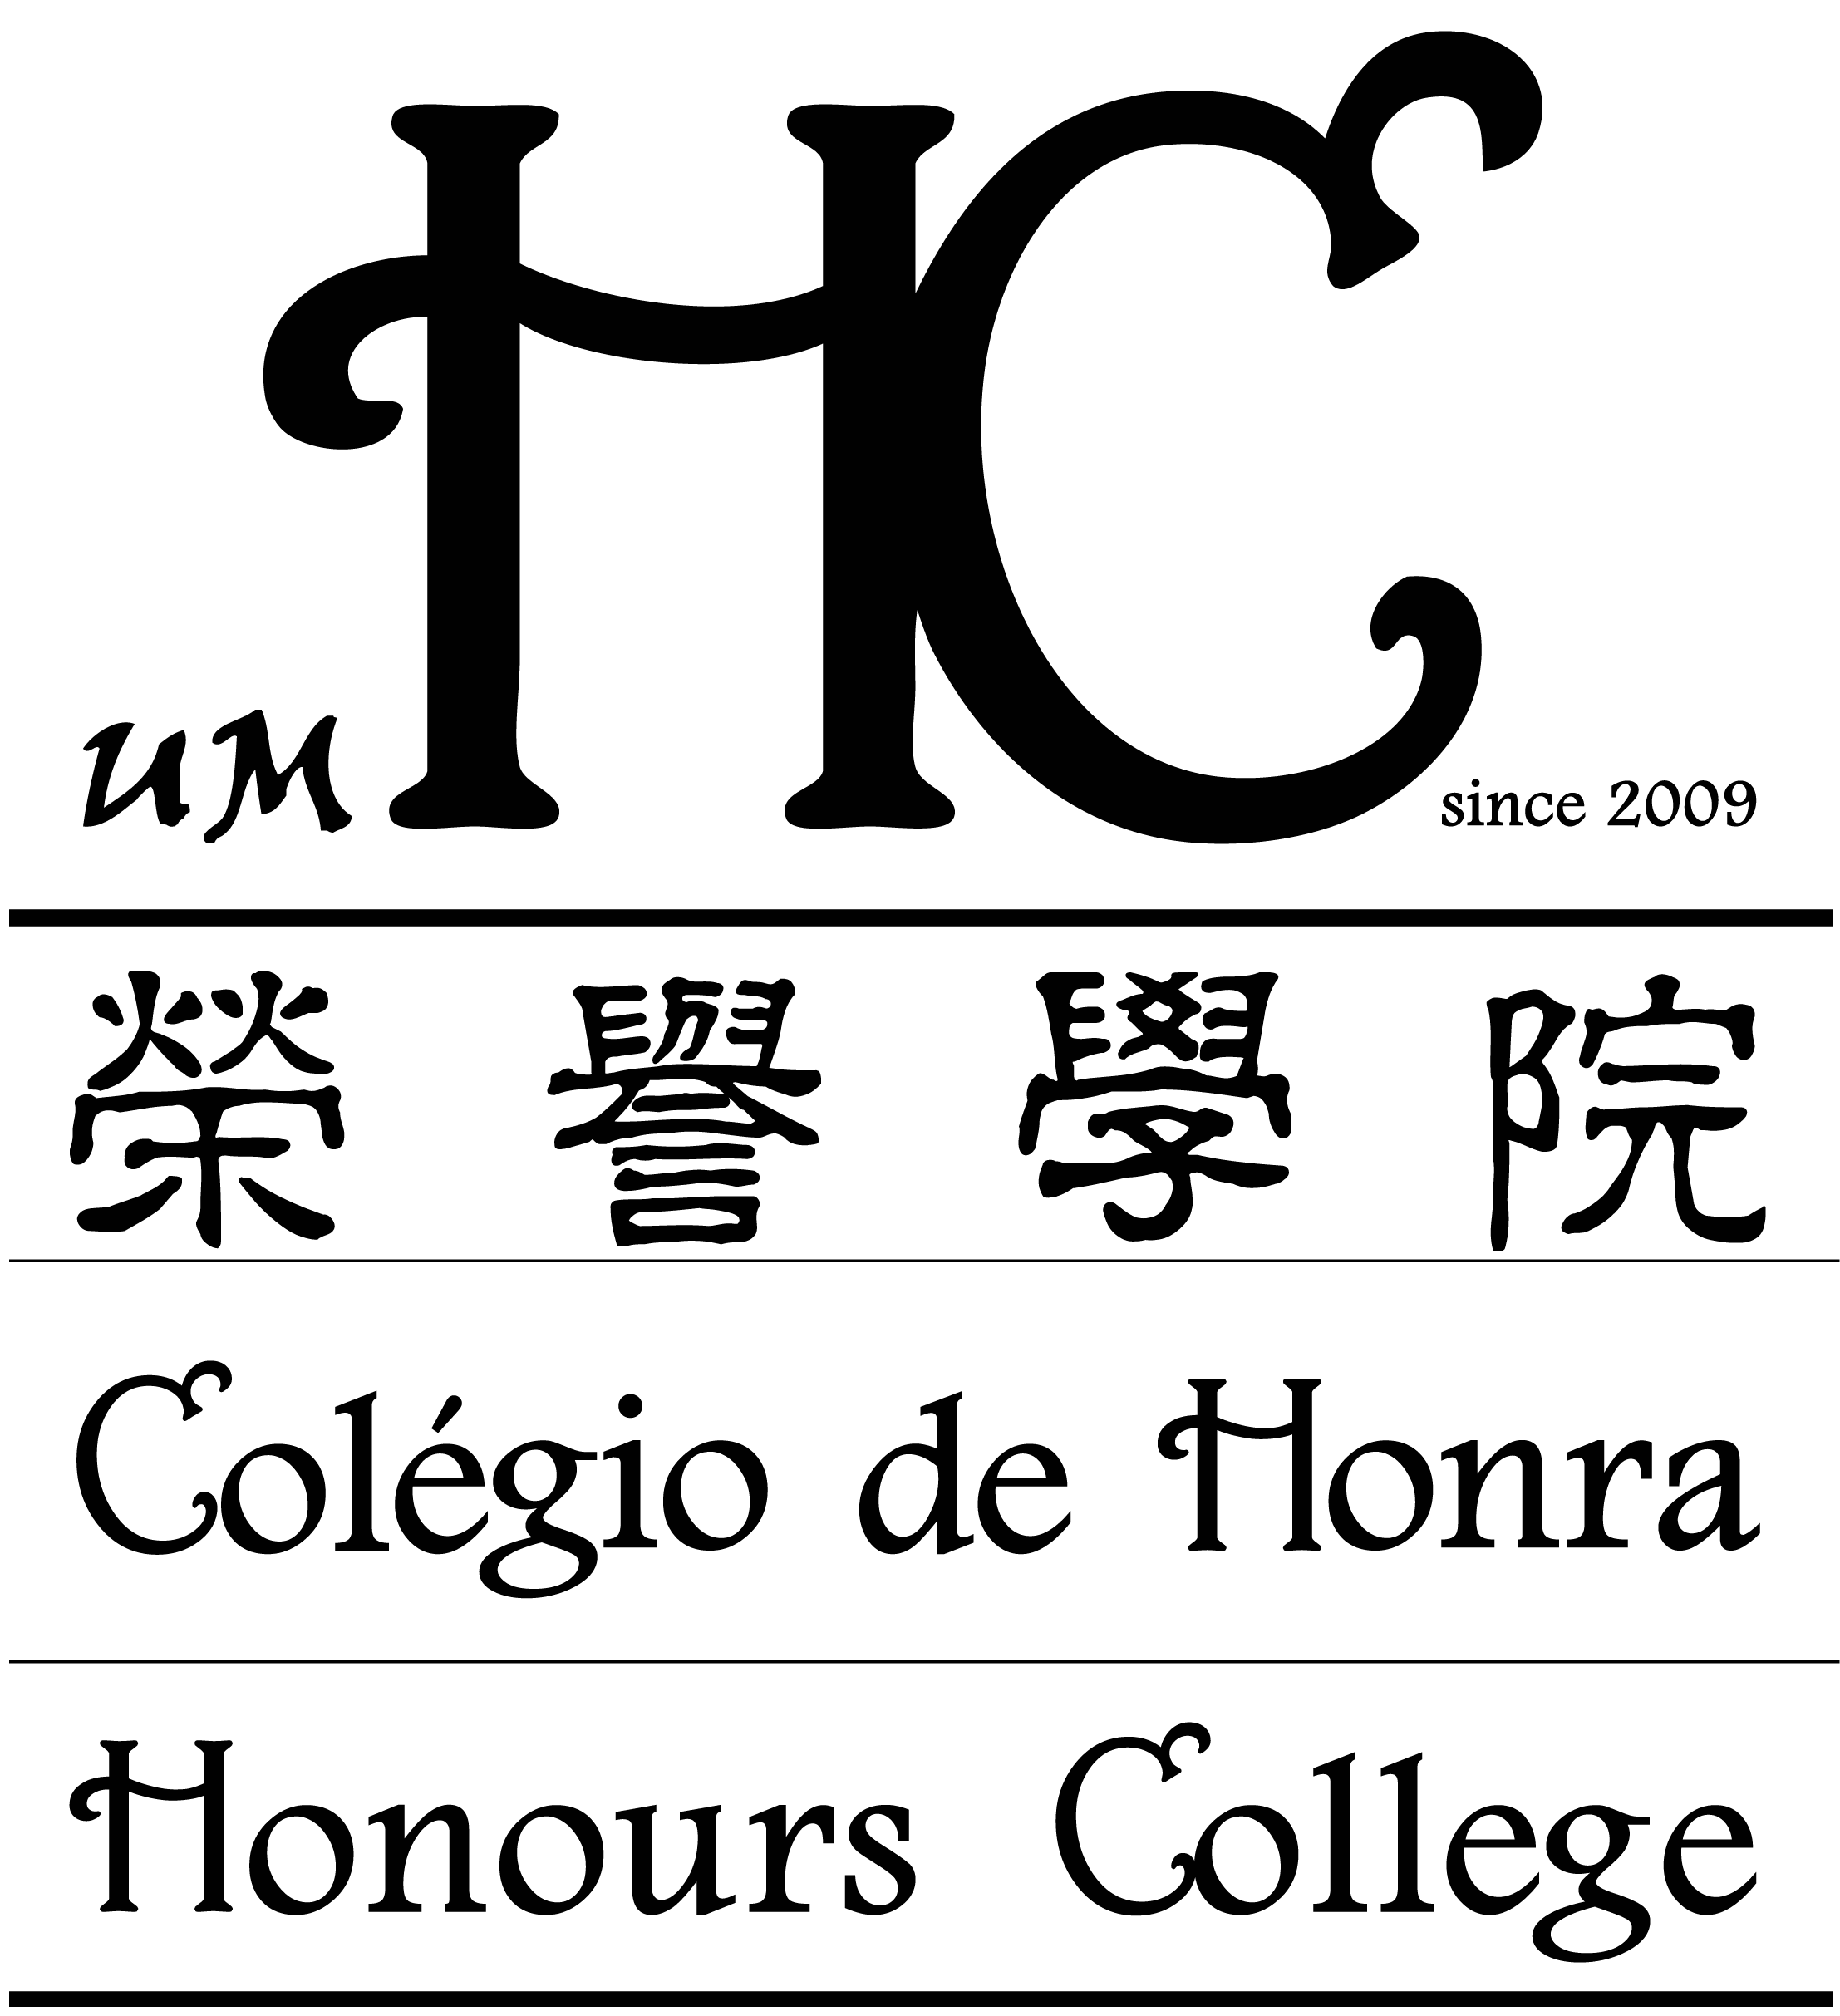 HC
UM since 2009
榮譽學院
Colégio de Honra
Honours College